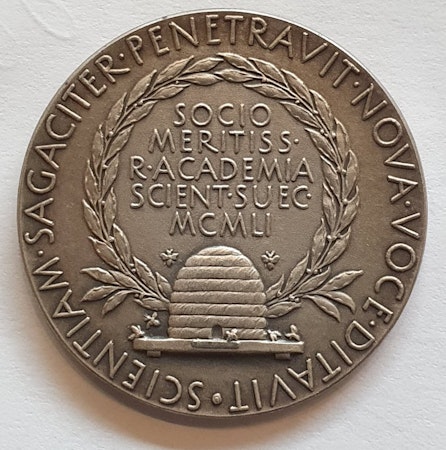 SCIENTIAM·SAGACITER·PENETRAVIT·NOVA·VOCE·DITAVIT·
SOCIO
MERITISS·
R·ACADEMIA
SCIENT·SUEC·
MCMLI